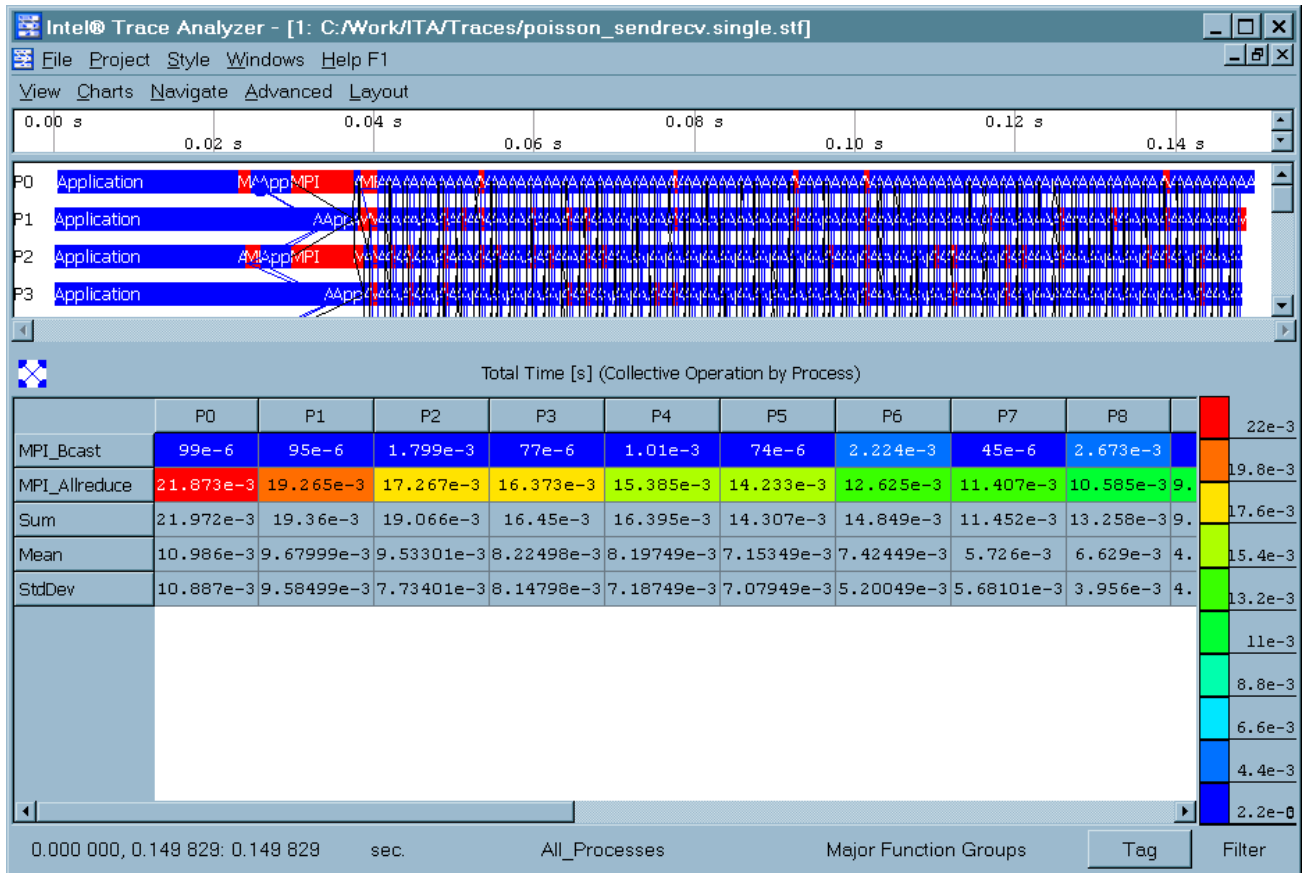 Intel® Trace Analyzer - [1: C:/Work/ITA/Traces/poisson_sendrecv.single.stf]
File Project Style Windows Help F1
View Charts Navigate Advanced Layout
0.00 s 0.04 s 0.08 s 0.12 s
0.02 s 0.06 s 0.10 s 0.14 s
P0 Application App MPI
P1 Application App
P2 Application App MPI
P3 Application App
Total Time [s] (Collective Operation by Process)
P0 P1 P2 P3 P4 P5 P6 P7 P8
MPI_Bcast 99e-6 95e-6 1.799e-3 77e-6 1.01e-3 74e-6 2.224e-3 45e-6 2.673e-3
MPI_Allreduce 21.873e-3 19.265e-3 17.267e-3 16.373e-3 15.385e-3 14.233e-3 12.625e-3 11.407e-3 10.585e-3 9.
Sum 21.972e-3 19.36e-3 19.066e-3 16.45e-3 16.395e-3 14.307e-3 14.849e-3 11.452e-3 13.258e-3 9.
Mean 10.986e-3 9.67999e-3 9.53301e-3 8.22498e-3 8.19749e-3 7.15349e-3 7.42449e-3 5.726e-3 6.629e-3 4.
StdDev 10.887e-3 9.58499e-3 7.73401e-3 8.14798e-3 7.18749e-3 7.07949e-3 5.20049e-3 5.68101e-3 3.956e-3 4.
22e-3
19.8e-3
17.6e-3
15.4e-3
13.2e-3
11e-3
8.8e-3
6.6e-3
4.4e-3
0.000 000, 0.149 829: 0.149 829 sec. All_Processes Major Function Groups Tag Filter